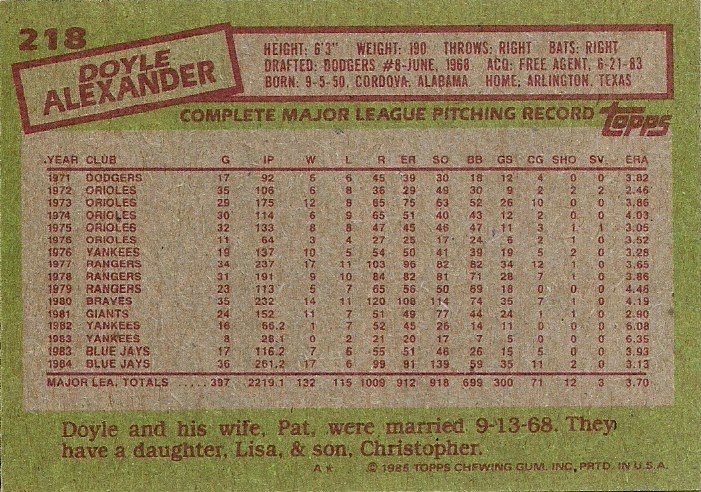 218
DOYLE
ALEXANDER
HEIGHT: 6'3" WEIGHT: 190 THROWS: RIGHT BATS: RIGHT
DRAFTED: DODGERS #8-JUNE, 1968 ACQ: FREE AGENT, 6-21-83
BORN: 9-5-50, CORDOVA, ALABAMA HOME: ARLINGTON, TEXAS
COMPLETE MAJOR LEAGUE PITCHING RECORD topps
YEAR CLUB G IP W L R ER SO BB GS CG SHO SV. ERA
1971 DODGERS 17 92 6 6 45 39 30 18 12 4 0 0 3.82
1972 ORIOLES 35 106 6 8 36 29 49 30 9 2 2 2 2.46
1973 ORIOLES 29 175 12 8 85 75 63 52 26 10 0 0 3.86
1974 ORIOLES 30 114 6 9 65 51 40 43 12 2 0 0 4.03
1975 ORIOLES 32 133 8 8 47 45 46 47 11 3 1 1 3.05
1976 ORIOLES 11 64 3 4 27 25 17 24 6 2 1 0 3.52
1976 YANKEES 19 137 10 5 54 50 41 39 19 5 2 0 3.28
1977 RANGERS 34 237 17 11 103 96 82 82 34 12 1 0 3.65
1978 RANGERS 31 191 9 10 84 82 81 71 28 7 1 0 3.86
1979 RANGERS 23 113 5 7 65 56 50 69 18 0 0 0 4.46
1980 BRAVES 35 232 14 11 120 108 114 74 35 7 1 0 4.19
1981 GIANTS 24 152 11 7 51 49 77 44 24 1 0 2.90
1982 YANKEES 16 66.2 1 7 52 45 26 14 11 0 0 0 6.08
1983 YANKEES 8 28.1 0 2 21 20 17 7 5 0 0 0 6.35
1983 BLUE JAYS 17 116.2 7 6 55 51 46 26 15 5 0 0 3.93
1984 BLUE JAYS 36 261.2 17 6 99 91 139 59 35 11 2 0 3.13
MAJOR LEA. TOTALS 397 2219.1 132 115 1009 912 918 699 300 71 12 3 3.70
Doyle and his wife, Pat, were married 9-13-68. They
have a daughter, Lisa, & son, Christopher.
A★ © 1985 TOPPS CHEWING GUM, INC. PRTD. IN U.S.A.